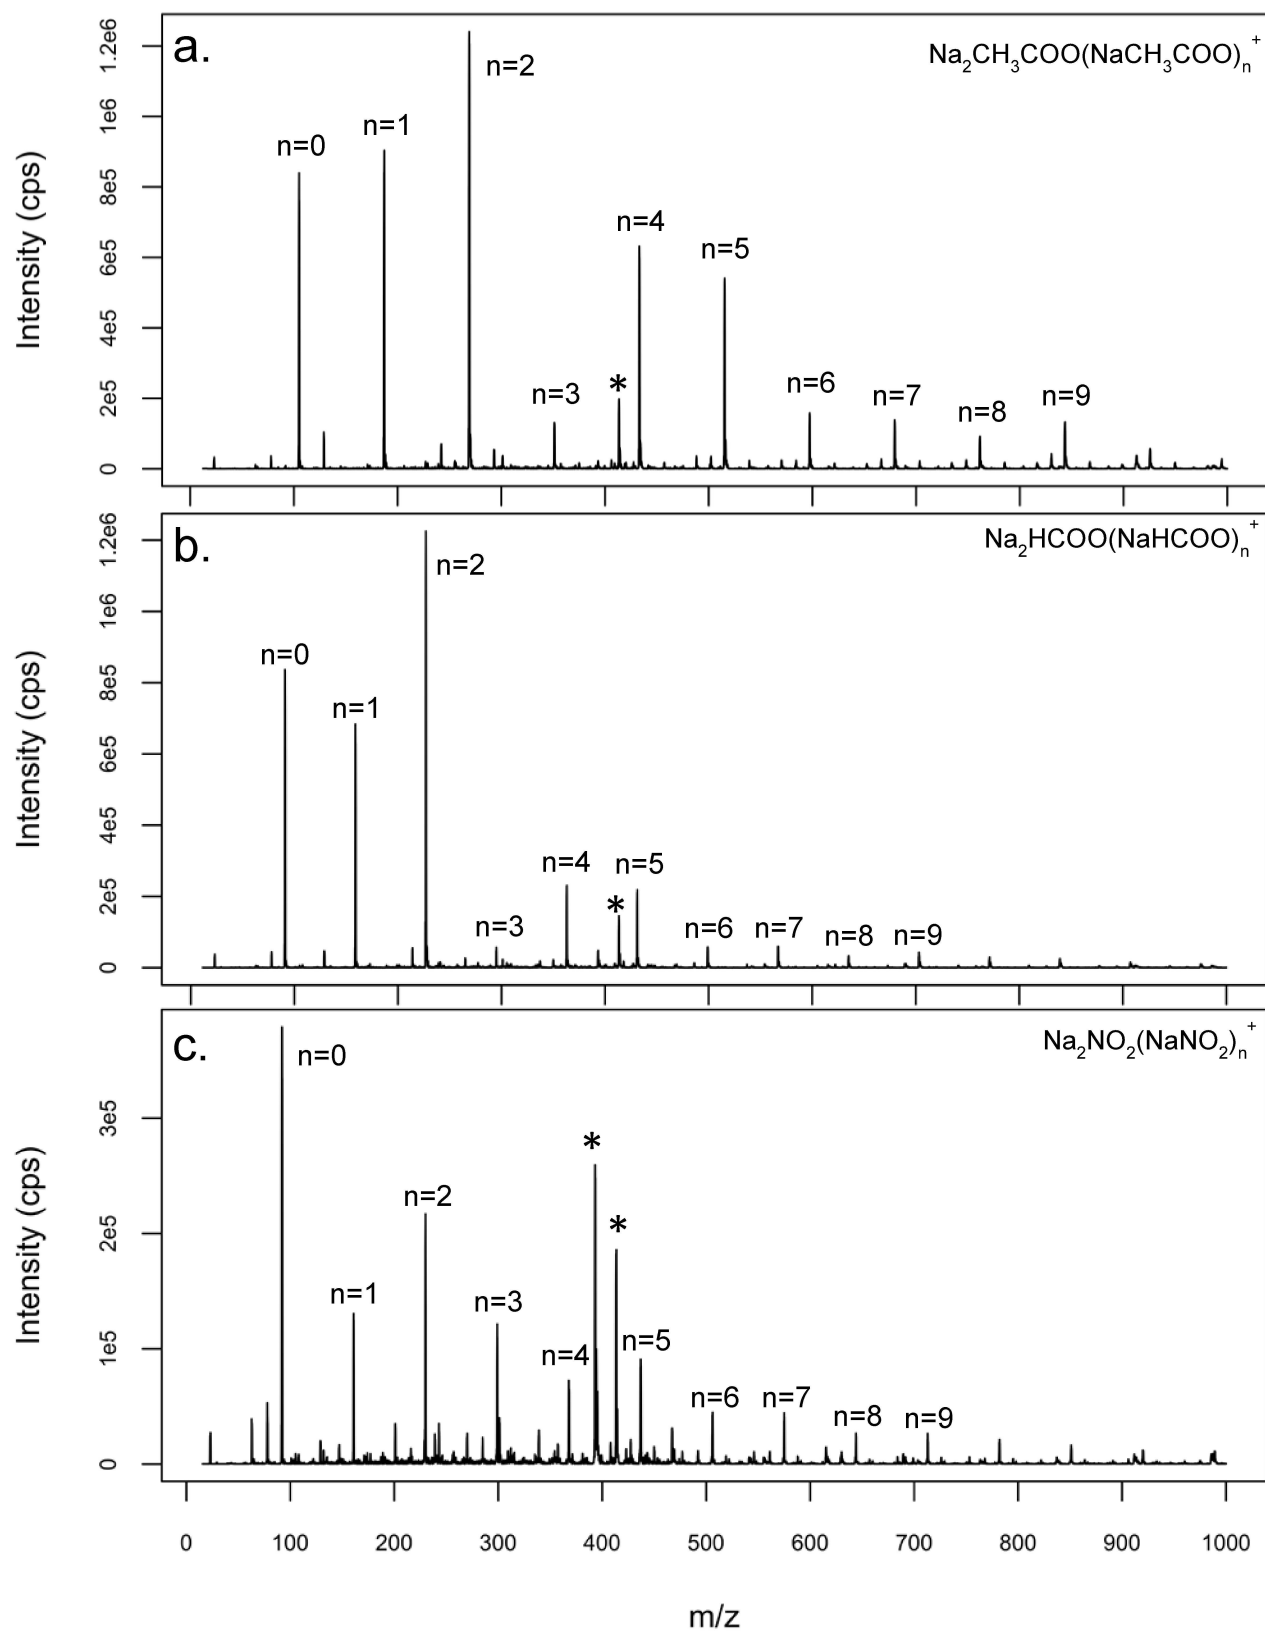 a.
Na₂CH₃COO(NaCH₃COO)ₙ⁺
Intensity (cps)
1.2e6
1e6
8e5
6e5
4e5
2e5
0
n=0
n=1
n=2
n=3
*
n=4
n=5
n=6
n=7
n=8
n=9
b.
Na₂HCOO(NaHCOO)ₙ⁺
Intensity (cps)
1.2e6
1e6
8e5
6e5
4e5
2e5
0
n=0
n=1
n=2
n=3
n=4
*
n=5
n=6
n=7
n=8
n=9
c.
Na₂NO₂(NaNO₂)ₙ⁺
Intensity (cps)
3e5
2e5
1e5
0
n=0
n=1
n=2
n=3
n=4
*
*
n=5
n=6
n=7
n=8
n=9
0 100 200 300 400 500 600 700 800 900 1000
m/z